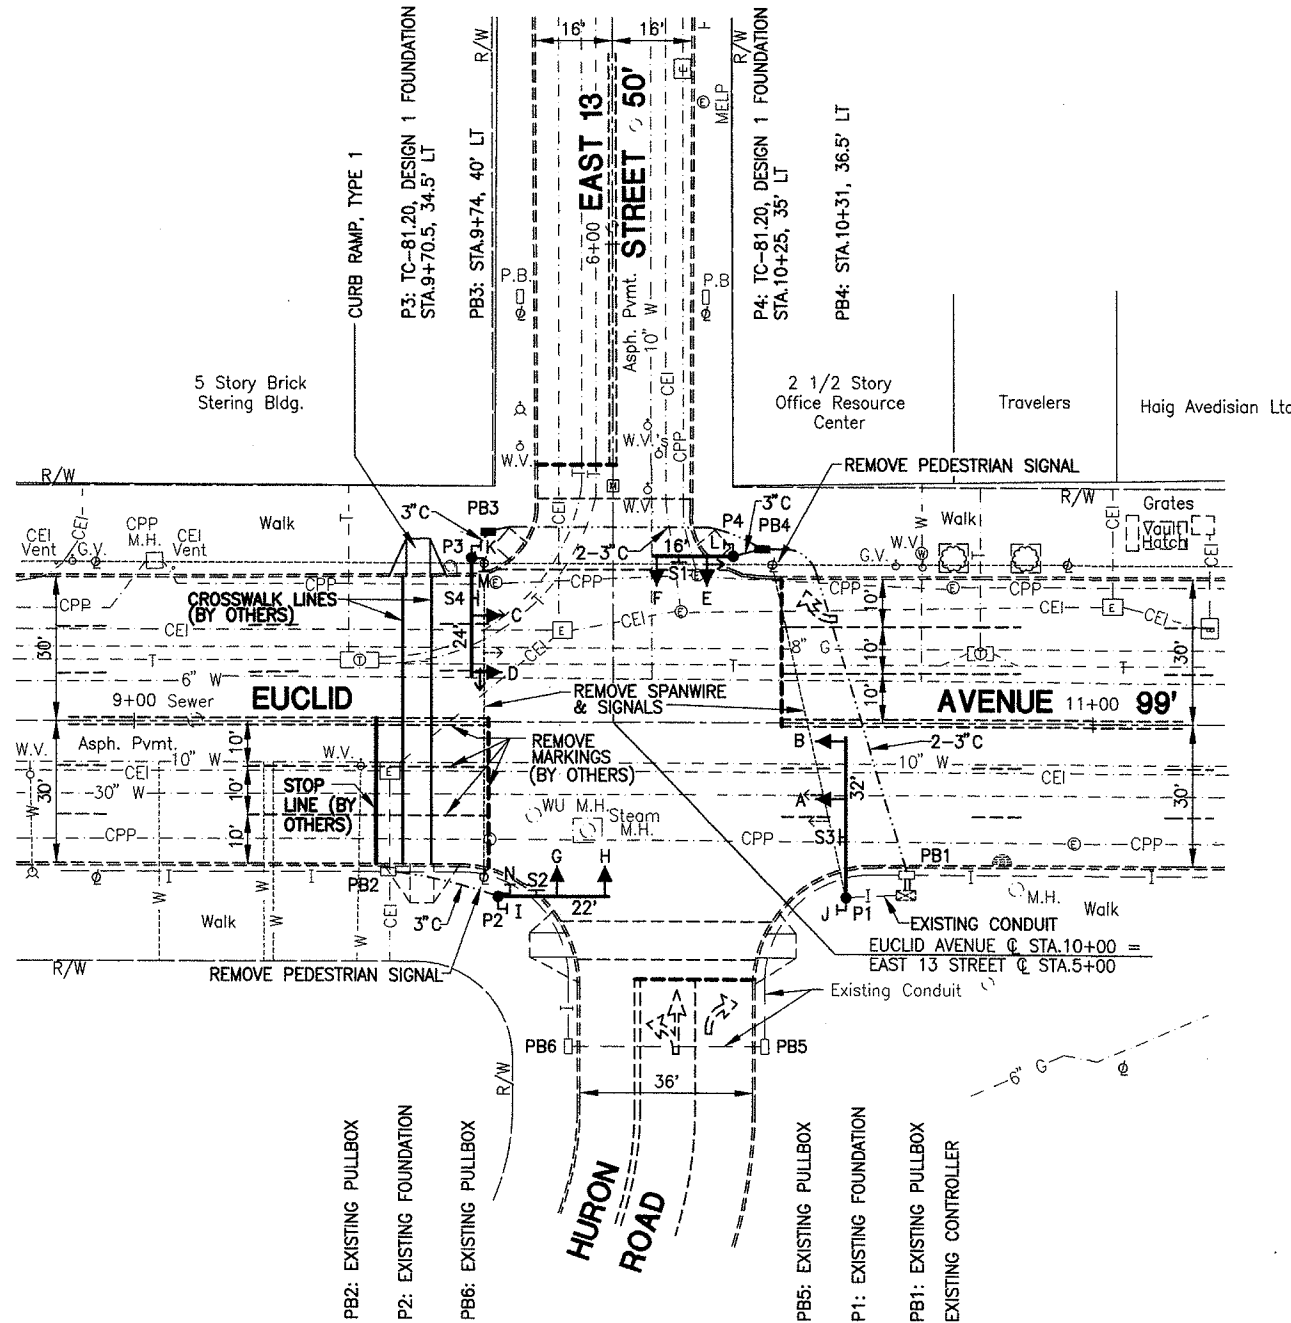 16' 16'
R/W
R/W
P3: TC-81.20, DESIGN 1 FOUNDATION
STA.9+70.5, 34.5' LT
PB3: STA.9+74, 40' LT
CURB RAMP, TYPE 1
EAST 13
STREET 50'
6+00
Asph. Pvmt.
10" W
E
E MELP
P4: TC-81.20, DESIGN 1 FOUNDATION
STA.10+25, 35' LT
PB4: STA.10+31, 36.5' LT
P.B.
P.B
CEI
CPP
5 Story Brick
Stering Bldg.
2 1/2 Story
Office Resource
Center
Travelers
Haig Avedisian Ltd
W.V.'s
W.V.
W.V.
R/W
REMOVE PEDESTRIAN SIGNAL
R/W
CEI
Vent
CEI
CPP
M.H.
CEI
Vent
G.V.
Walk
T
3"C
PB3
P3
K
M
E
CEI
2-3"C
16'
L
P4
3"C
PB4
S1
F
E
G.V.
W.V.
W
Walk
CEI
Grates
Vault
Hatch
CEI
CPP
CPP
CROSSWALK LINES
(BY OTHERS)
S4
24'
C
D
CEI
E
CEI
CEI
CPP
CPP
CEI
30'
10'
10'
10'
30'
8" G
T
6" W
T
T
9+00 Sewer
EUCLID
AVENUE 11+00 99'
REMOVE SPANWIRE
& SIGNALS
REMOVE
MARKINGS
(BY OTHERS)
2-3"C
B
10" W
CEI
W.V.
Asph. Pvmt.
10" W
W.V.
CEI
30" W
CPP
30'
10'
10'
10'
STOP
LINE (BY
OTHERS)
E
WU M.H.
Steam
M.H.
A
32'
S3
CPP
CPP
E
30'
PB2
G
H
N
S2
22'
P2
I
3"C
PB1
J
P1
I
M.H.
Walk
Walk
W
W
W
CEI
R/W
REMOVE PEDESTRIAN SIGNAL
EXISTING CONDUIT
EUCLID AVENUE ℄ STA.10+00 =
EAST 13 STREET ℄ STA.5+00
Existing Conduit
PB6
PB5
36'
R/W
6" G
HURON
ROAD
PB2: EXISTING PULLBOX
P2: EXISTING FOUNDATION
PB6: EXISTING PULLBOX
PB5: EXISTING PULLBOX
P1: EXISTING FOUNDATION
PB1: EXISTING PULLBOX
EXISTING CONTROLLER